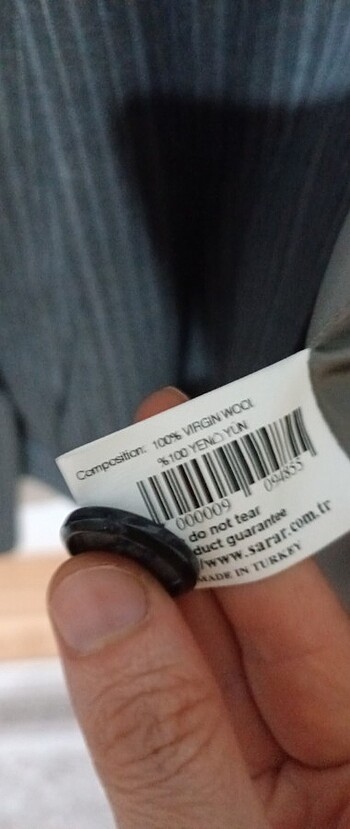 Composition: 100% VIRGIN WOOL
%100 YENİ YÜN
000009 094855
do not tear
duct guarantee
/www.sarar.com.tr
MADE IN TURKEY